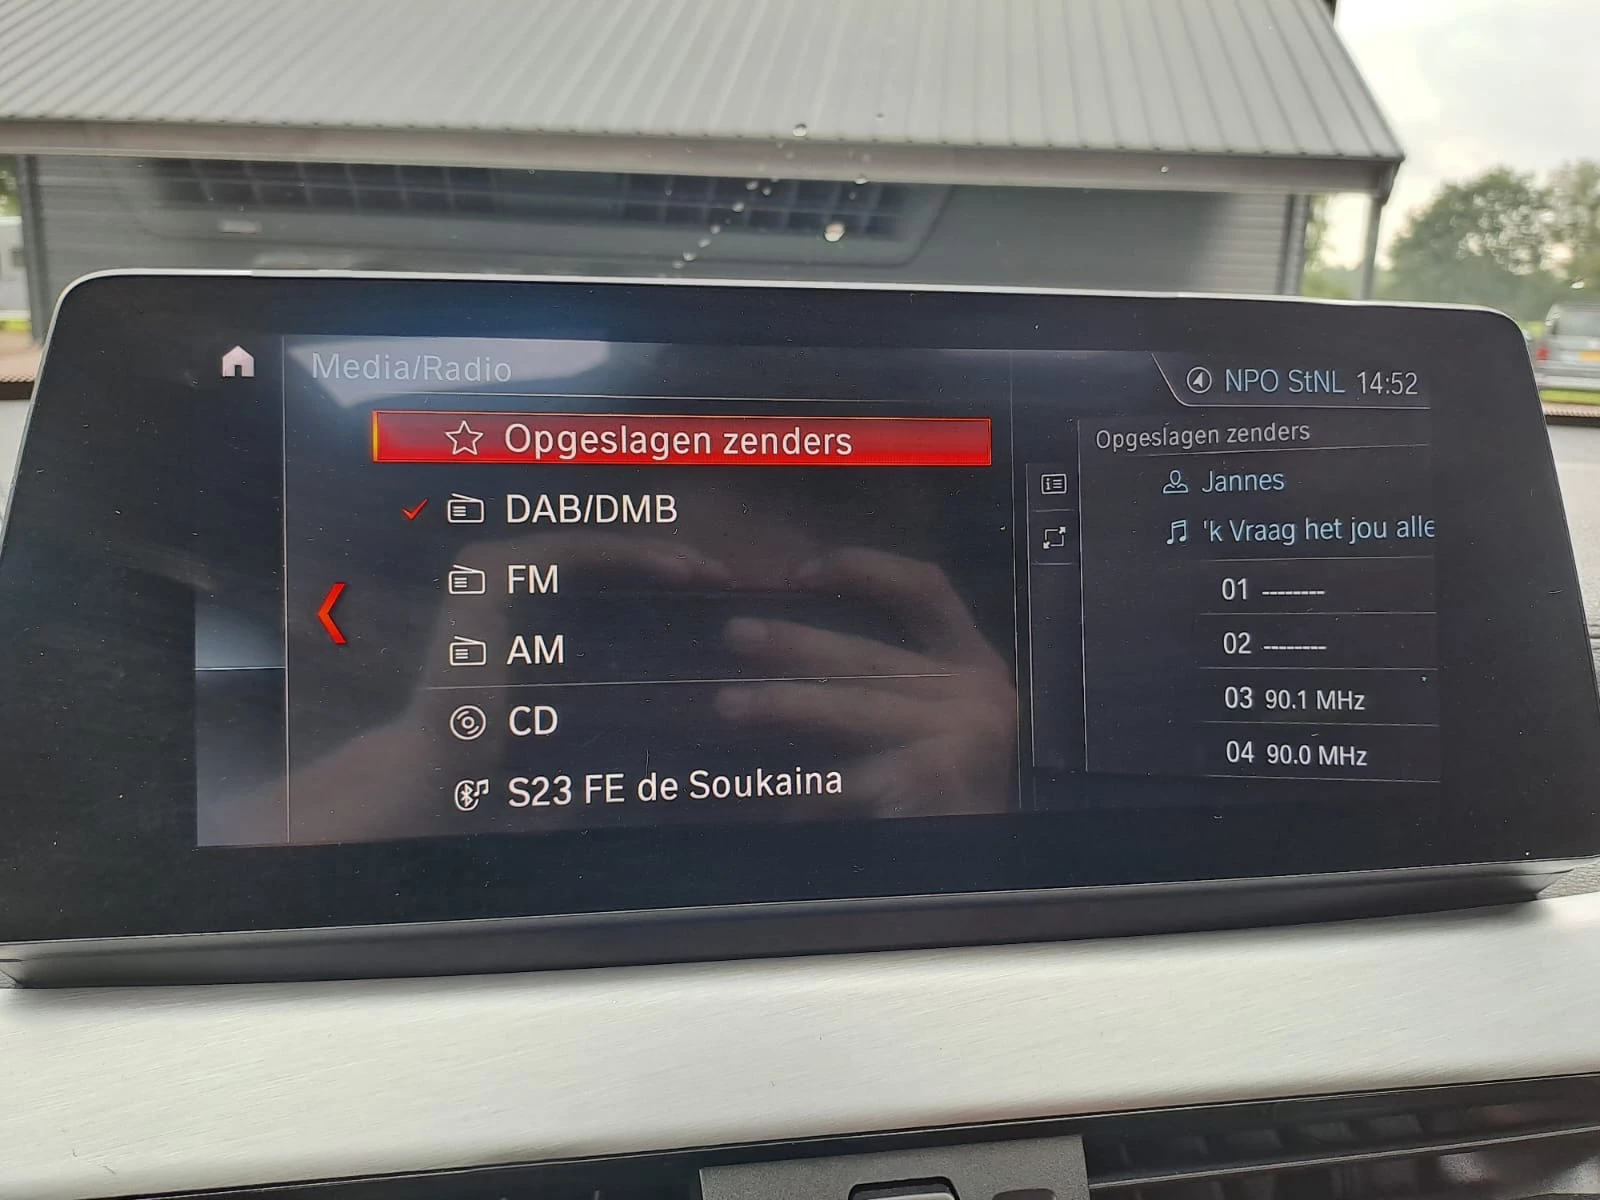 Media/Radio
NPO StNL 14:52
Opgeslagen zenders
DAB/DMB
FM
AM
CD
S23 FE de Soukaina
Opgeslagen zenders
Jannes
'k Vraag het jou alle
01 --------
02 --------
03 90.1 MHz
04 90.0 MHz